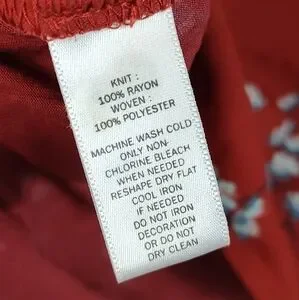 KNIT :
100% RAYON
WOVEN :
100% POLYESTER
MACHINE WASH COLD
ONLY NON-
CHLORINE BLEACH
WHEN NEEDED
RESHAPE DRY FLAT
COOL IRON
IF NEEDED
DO NOT IRON
DECORATION
OR DO NOT
DRY CLEAN